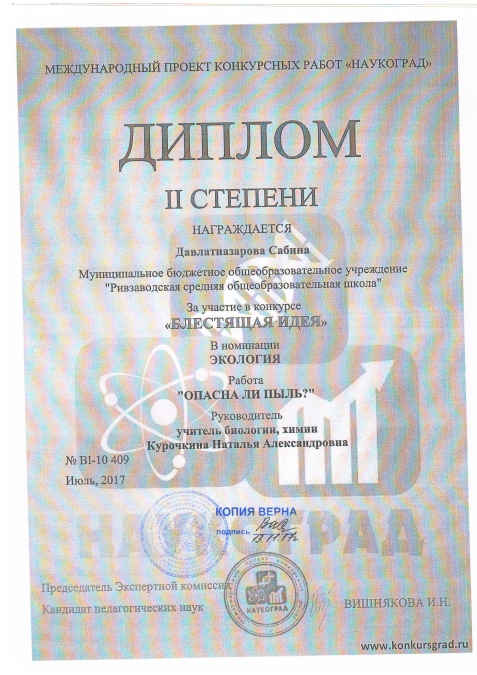 МЕЖДУНАРОДНЫЙ ПРОЕКТ КОНКУРСНЫХ РАБОТ «НАУКОГРАД»
ДИПЛОМ
II СТЕПЕНИ
НАГРАЖДАЕТСЯ
Давлатназарова Сабина
Муниципальное бюджетное общеобразовательное учреждение
"Ривзаводская средняя общеобразовательная школа"
За участие в конкурсе
«БЛЕСТЯЩАЯ ИДЕЯ»
В номинации
ЭКОЛОГИЯ
Работа
"ОПАСНА ЛИ ПЫЛЬ?"
Руководитель
учитель биологии, химии
Курочкина Наталья Александровна
№ BI-10 409
Июль, 2017
КОПИЯ ВЕРНА
подпись
НАУКОГРАД
Председатель Экспертной комиссии
Кандидат педагогических наук
НАУКОГРАД
ВИШНЯКОВА И.Н.
www.konkursgrad.ru